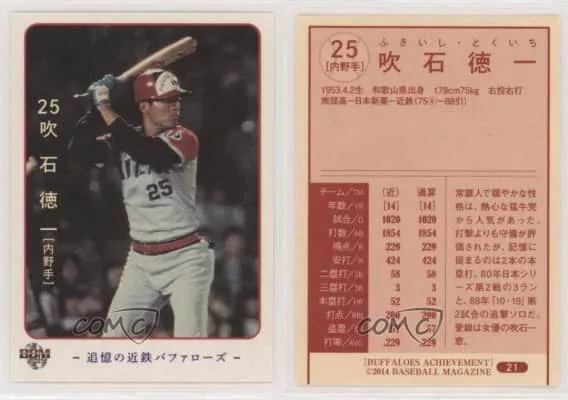 25
吹石徳一
[内野手]
25
BBM
- 追憶の近鉄バファローズ -
COMC
25
[内野手]
ふきいし・とくいち
吹石徳一
1953.4.2生 和歌山県出身 178cm75kg 右投右打
南部高―日本新薬―近鉄(75④〜88引)
チーム/TM (近) 通算
年数/YR [14] [14]
試合/G 1020 1020
打数/AB 1854 1854
得点/R 229 229
安打/H 424 424
二塁打/2B 58 58
三塁打/3B 3 3
本塁打/HR 52 52
打点/RBI 200 200
盗塁/SB 57
打率/AVG .229 .229
常識人で穏やかな性
格は、熱心な猛牛党
から人気があった。
打撃よりも守備が評
価されたが、記憶に
留まるのは2本の本
塁打。80年日本シリ
ーズ第2戦の3ラン
と、88年「10・19」第
2試合の追撃ソロだ。
愛娘は女優の吹石一
恵。
COMC
[BUFFALOES ACHIEVEMENT]
©2014 BASEBALL MAGAZINE
21